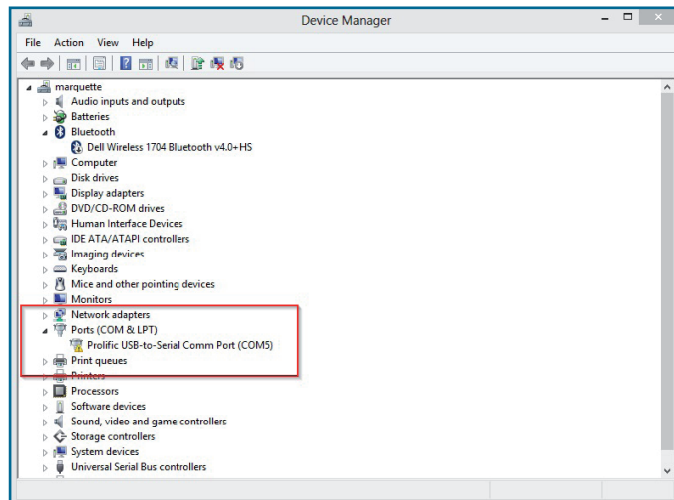 Device Manager
File Action View Help
marquette
Audio inputs and outputs
Batteries
Bluetooth
Dell Wireless 1704 Bluetooth v4.0+HS
Computer
Disk drives
Display adapters
DVD/CD-ROM drives
Human Interface Devices
IDE ATA/ATAPI controllers
Imaging devices
Keyboards
Mice and other pointing devices
Monitors
Network adapters
Ports (COM & LPT)
Prolific USB-to-Serial Comm Port (COM5)
Print queues
Printers
Processors
Software devices
Sound, video and game controllers
Storage controllers
System devices
Universal Serial Bus controllers